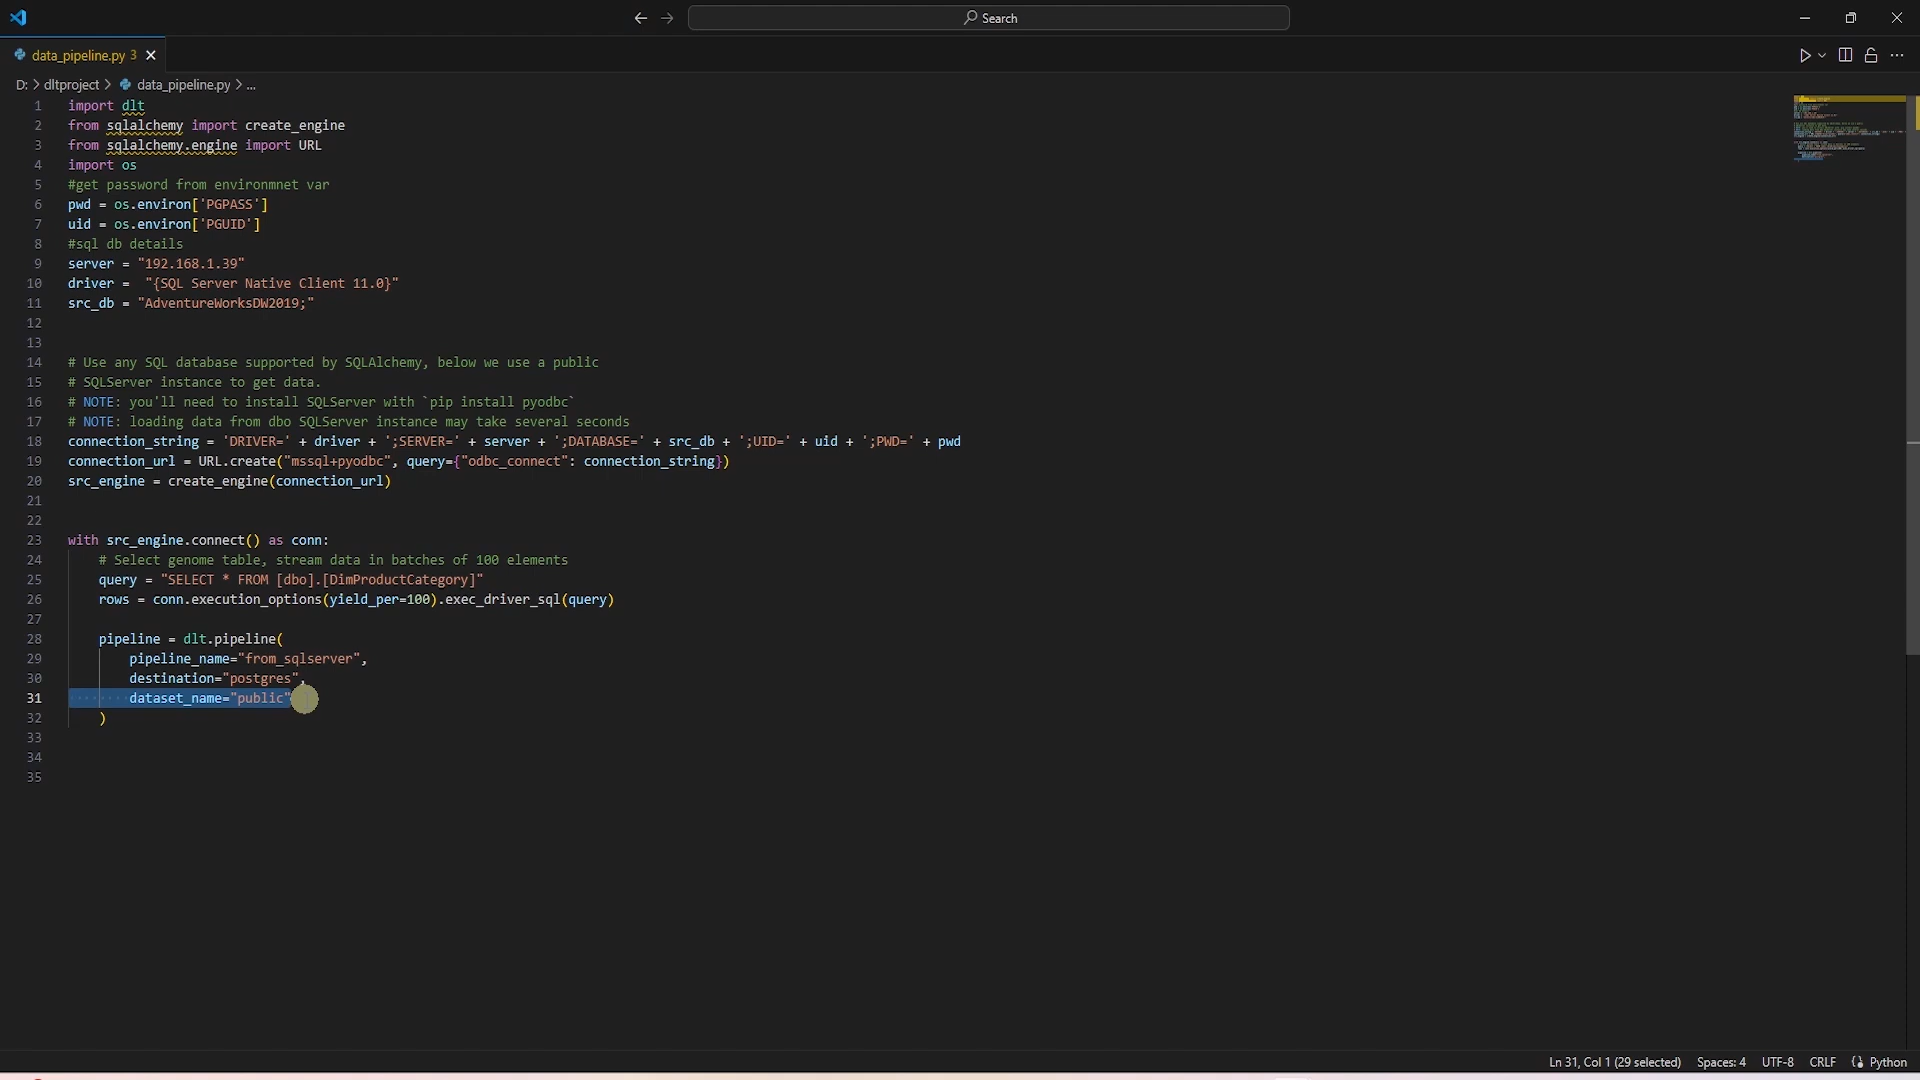 Search
data_pipeline.py 3
D: > dltproject > data_pipeline.py > ...
1 import dlt
2 from sqlalchemy import create_engine
3 from sqlalchemy.engine import URL
4 import os
5 #get password from environmnet var
6 pwd = os.environ['PGPASS']
7 uid = os.environ['PGUID']
8 #sql db details
9 server = "192.168.1.39"
10 driver =  "{SQL Server Native Client 11.0}"
11 src_db = "AdventureWorksDW2019;"
12
13
14 # Use any SQL database supported by SQLAlchemy, below we use a public
15 # SQLServer instance to get data.
16 # NOTE: you'll need to install SQLServer with `pip install pyodbc`
17 # NOTE: loading data from dbo SQLServer instance may take several seconds
18 connection_string = 'DRIVER=' + driver + ';SERVER=' + server + ';DATABASE=' + src_db + ';UID=' + uid + ';PWD=' + pwd
19 connection_url = URL.create("mssql+pyodbc", query={"odbc_connect": connection_string})
20 src_engine = create_engine(connection_url)
21
22
23 with src_engine.connect() as conn:
24     # Select genome table, stream data in batches of 100 elements
25     query = "SELECT * FROM [dbo].[DimProductCategory]"
26     rows = conn.execution_options(yield_per=100).exec_driver_sql(query)
27
28     pipeline = dlt.pipeline(
29         pipeline_name="from_sqlserver",
30         destination="postgres",
31         dataset_name="public"
32     )
33
34
35
Ln 31, Col 1 (29 selected) Spaces: 4 UTF-8 CRLF Python